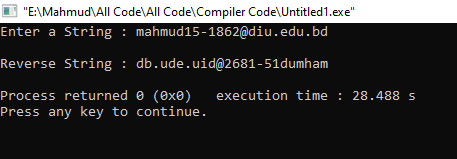 "E:\Mahmud\All Code\All Code\Compiler Code\Untitled1.exe"
Enter a String : mahmud15-1862@diu.edu.bd
Reverse String : db.ude.uid@2681-51dumham
Process returned 0 (0x0)   execution time : 28.488 s
Press any key to continue.